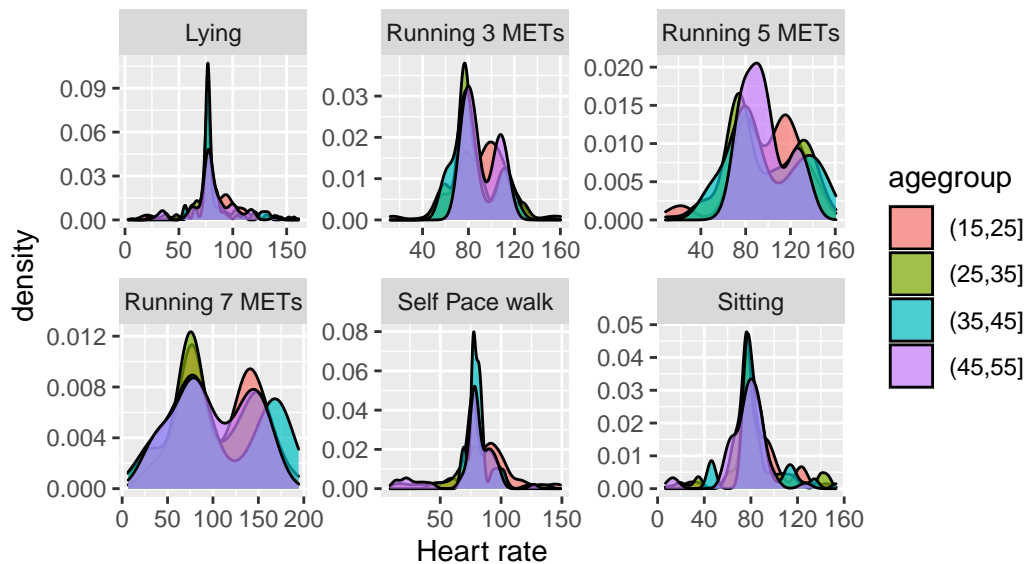 Lying
Running 3 METs
Running 5 METs
0.09
0.06
0.03
0.00
0 50 100 150
0.03
0.02
0.01
0.00
40 80 120 160
0.020
0.015
0.010
0.005
0.000
40 80 120 160
density
Running 7 METs
Self Pace walk
Sitting
0.012
0.008
0.004
0.000
0 50 100 150 200
0.08
0.06
0.04
0.02
0.00
50 100 150
0.05
0.04
0.03
0.02
0.01
0.00
0 40 80 120 160
Heart rate
agegroup
(15,25]
(25,35]
(35,45]
(45,55]